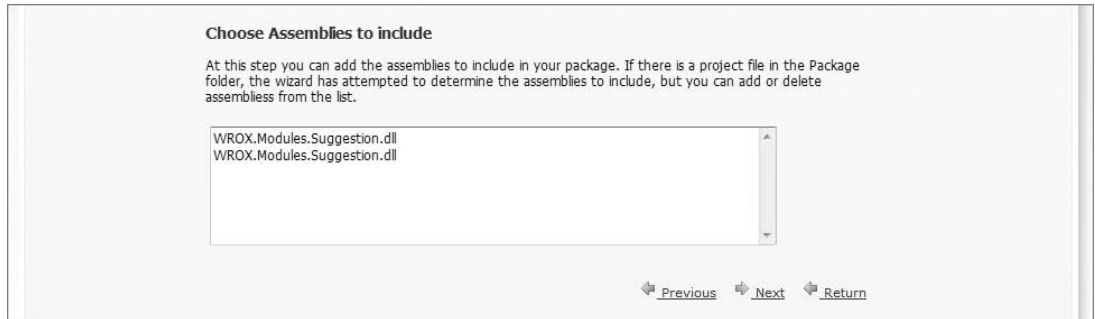 Choose Assemblies to include
At this step you can add the assemblies to include in your package. If there is a project file in the Package
folder, the wizard has attempted to determine the assemblies to include, but you can add or delete
assembliess from the list.
WROX.Modules.Suggestion.dll
WROX.Modules.Suggestion.dll
Previous Next Return